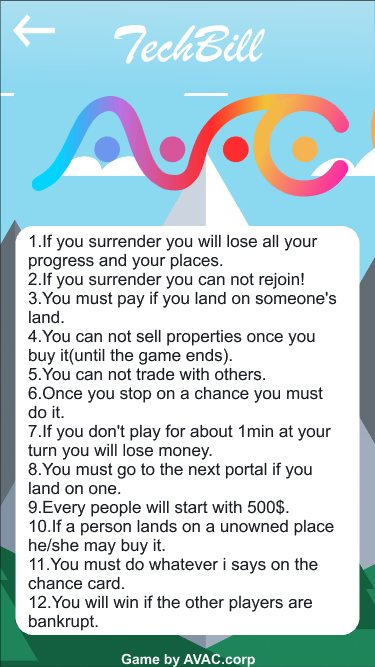 TechBill
AVAC
1.If you surrender you will lose all your
progress and your places.
2.If you surrender you can not rejoin!
3.You must pay if you land on someone's
land.
4.You can not sell properties once you
buy it(until the game ends).
5.You can not trade with others.
6.Once you stop on a chance you must
do it.
7.If you don't play for about 1min at your
turn you will lose money.
8.You must go to the next portal if you
land on one.
9.Every people will start with 500$.
10.If a person lands on a unowned place
he/she may buy it.
11.You must do whatever i says on the
chance card.
12.You will win if the other players are
bankrupt.
Game by AVAC.corp